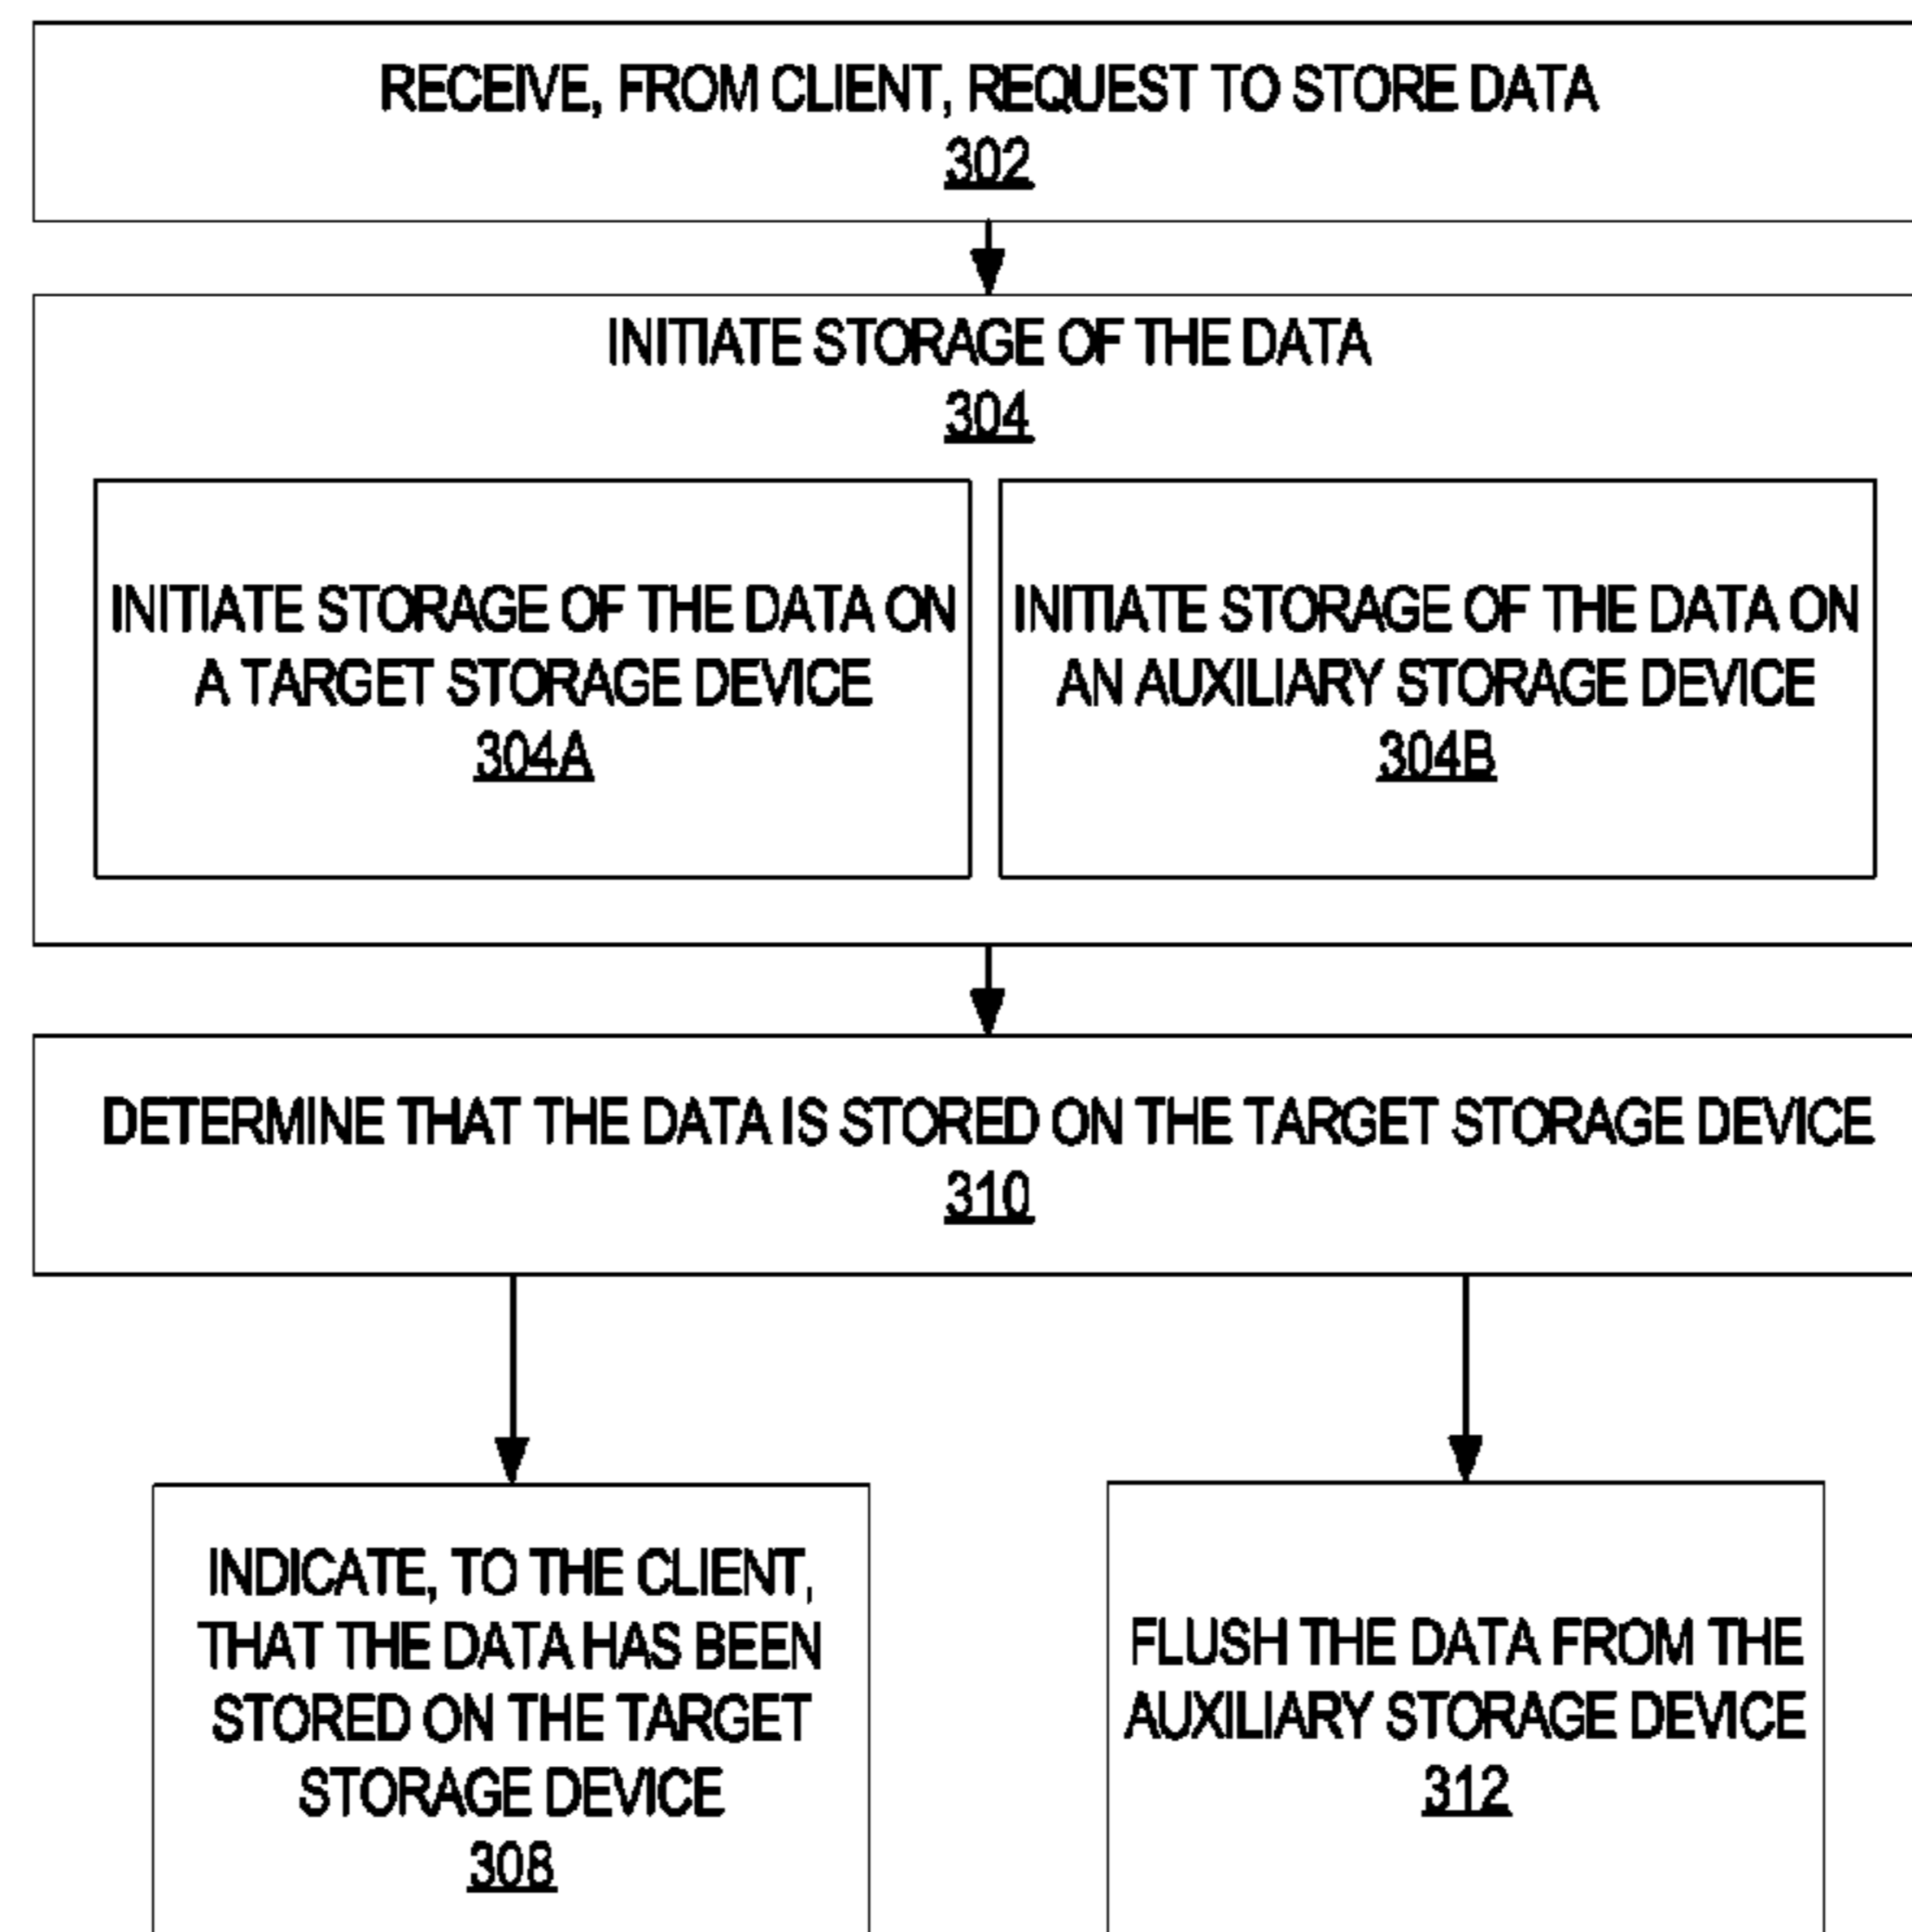 RECEIVE, FROM CLIENT, REQUEST TO STORE DATA
302
INITIATE STORAGE OF THE DATA
304
INITIATE STORAGE OF THE DATA ON
A TARGET STORAGE DEVICE
304A
INITIATE STORAGE OF THE DATA ON
AN AUXILIARY STORAGE DEVICE
304B
DETERMINE THAT THE DATA IS STORED ON THE TARGET STORAGE DEVICE
310
INDICATE, TO THE CLIENT,
THAT THE DATA HAS BEEN
STORED ON THE TARGET
STORAGE DEVICE
308
FLUSH THE DATA FROM THE
AUXILIARY STORAGE DEVICE
312